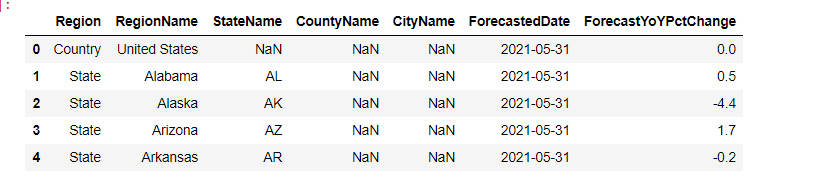 ]:
Region RegionName StateName CountyName CityName ForecastedDate ForecastYoYPctChange
0 Country United States NaN NaN NaN 2021-05-31 0.0
1 State Alabama AL NaN NaN 2021-05-31 0.5
2 State Alaska AK NaN NaN 2021-05-31 -4.4
3 State Arizona AZ NaN NaN 2021-05-31 1.7
4 State Arkansas AR NaN NaN 2021-05-31 -0.2